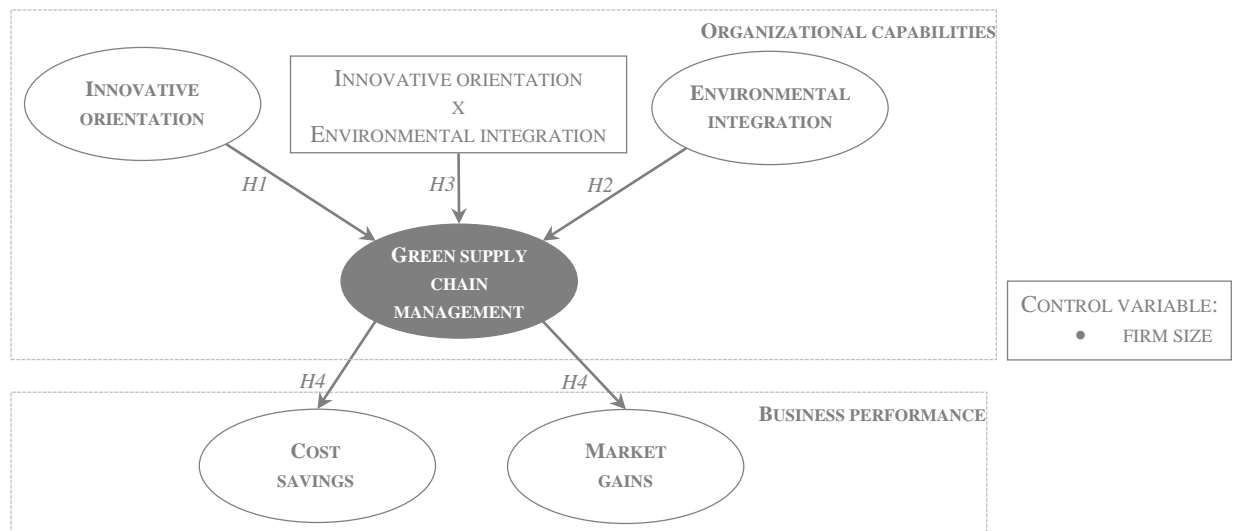 ORGANIZATIONAL CAPABILITIES
INNOVATIVE
ORIENTATION
INNOVATIVE ORIENTATION
X
ENVIRONMENTAL INTEGRATION
ENVIRONMENTAL
INTEGRATION
H1
H3
H2
GREEN SUPPLY
CHAIN
MANAGEMENT
CONTROL VARIABLE:
• FIRM SIZE
H4
H4
BUSINESS PERFORMANCE
COST
SAVINGS
MARKET
GAINS